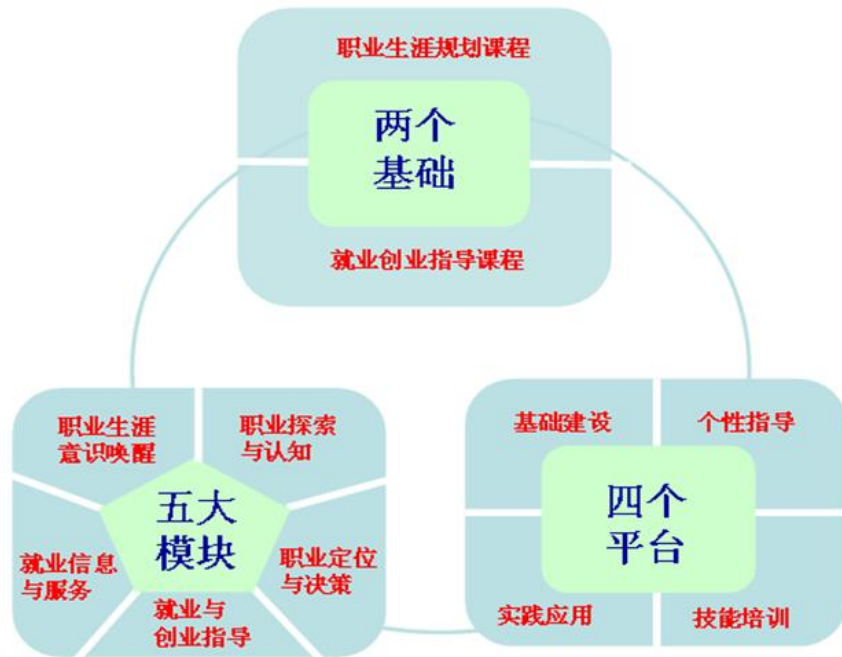 职业生涯规划课程
两个
基础
就业创业指导课程
职业生涯
意识唤醒
职业探索
与认知
五大
模块
就业信息
与服务
职业定位
与决策
就业与
创业指导
基础建设
个性指导
四个
平台
实践应用
技能培训